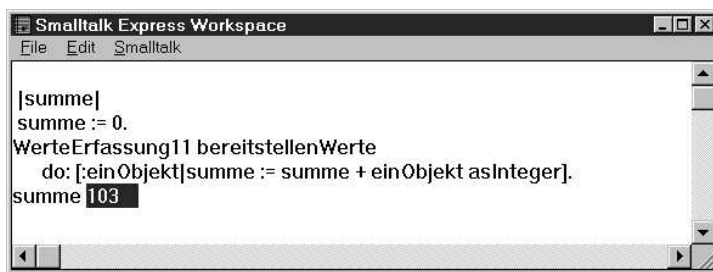 Smalltalk Express Workspace
File Edit Smalltalk
|summe|
summe := 0.
WerteErfassung11 bereitstellenWerte
do: [:einObjekt|summe := summe + einObjekt asInteger].
summe 103